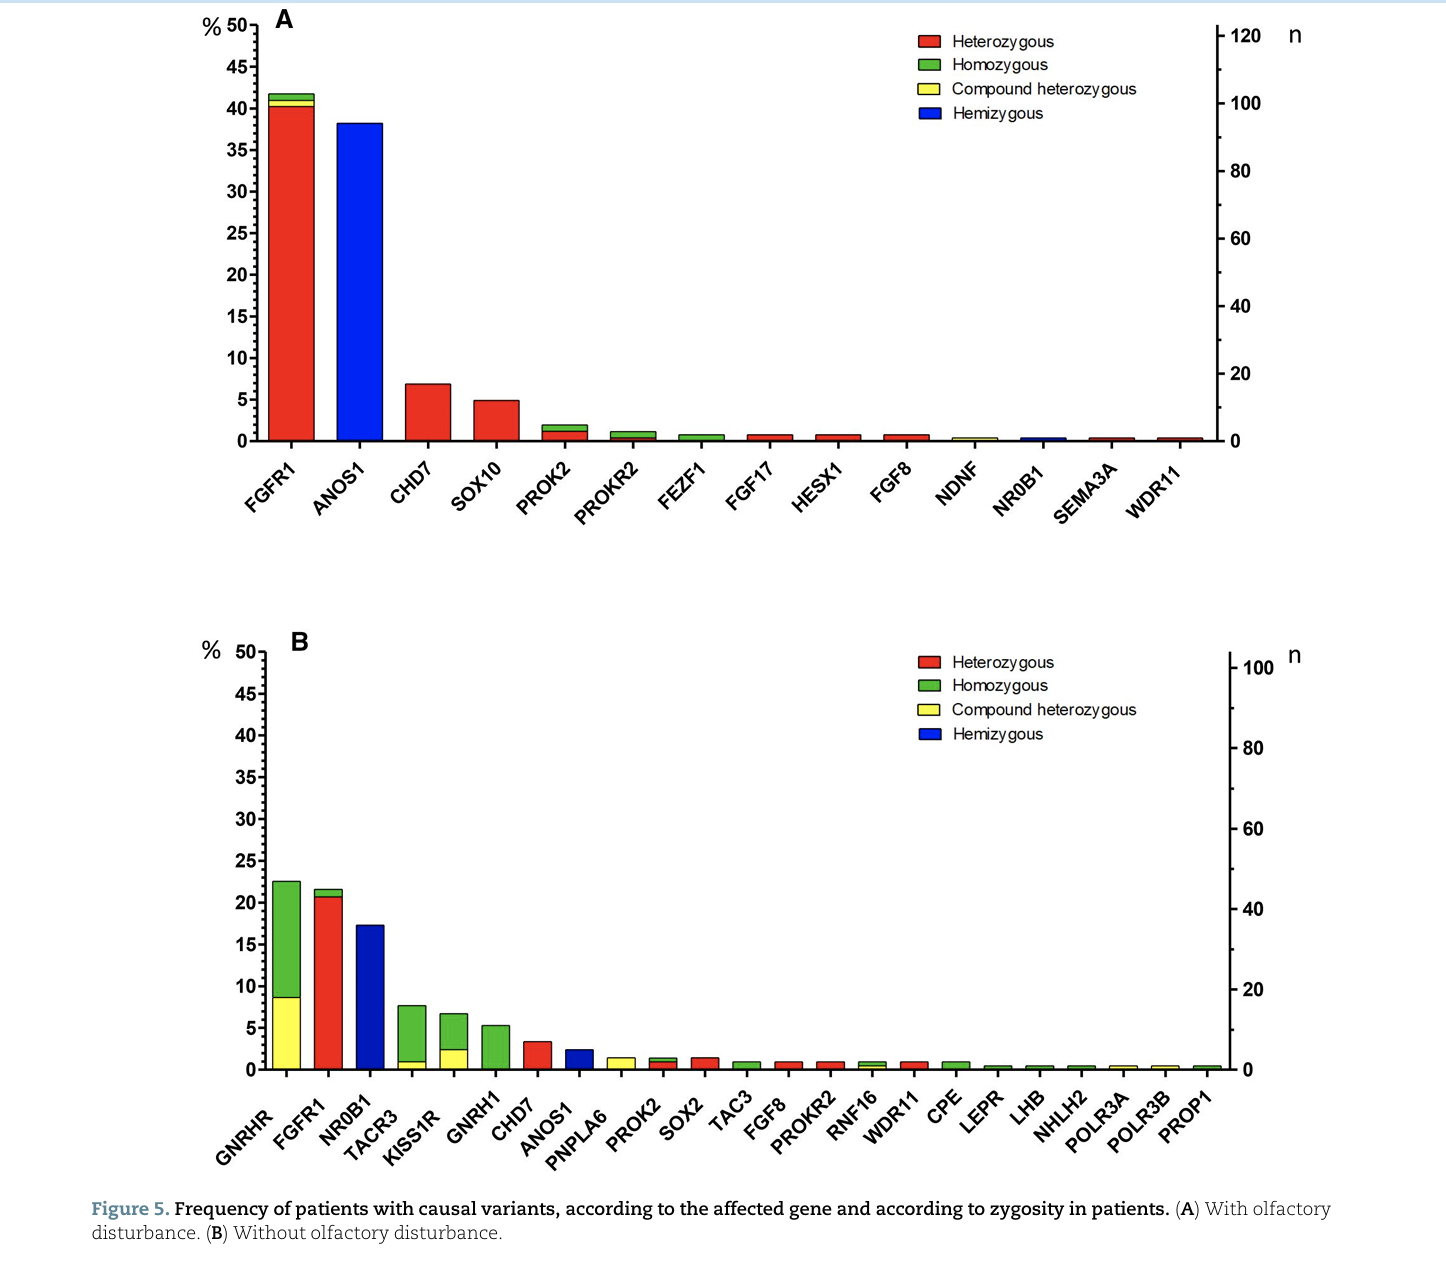 A
%
50
45
40
35
30
25
20
15
10
5
0
n
120
100
80
60
40
20
0
Heterozygous
Homozygous
Compound heterozygous
Hemizygous
FGFR1
ANOS1
CHD7
SOX10
PROK2
PROKR2
FEZF1
FGF17
HESX1
FGF8
NDNF
NR0B1
SEMA3A
WDR11
B
%
50
45
40
35
30
25
20
15
10
5
0
n
100
80
60
40
20
0
Heterozygous
Homozygous
Compound heterozygous
Hemizygous
GNRHR
FGFR1
NR0B1
TACR3
KISS1R
GNRH1
CHD7
ANOS1
PNPLA6
PROK2
SOX2
TAC3
FGF8
PROKR2
RNF16
WDR11
CPE
LEPR
LHB
NHLH2
POLR3A
POLR3B
PROP1
Figure 5. Frequency of patients with causal variants, according to the affected gene and according to zygosity in patients. (A) With olfactory
disturbance. (B) Without olfactory disturbance.